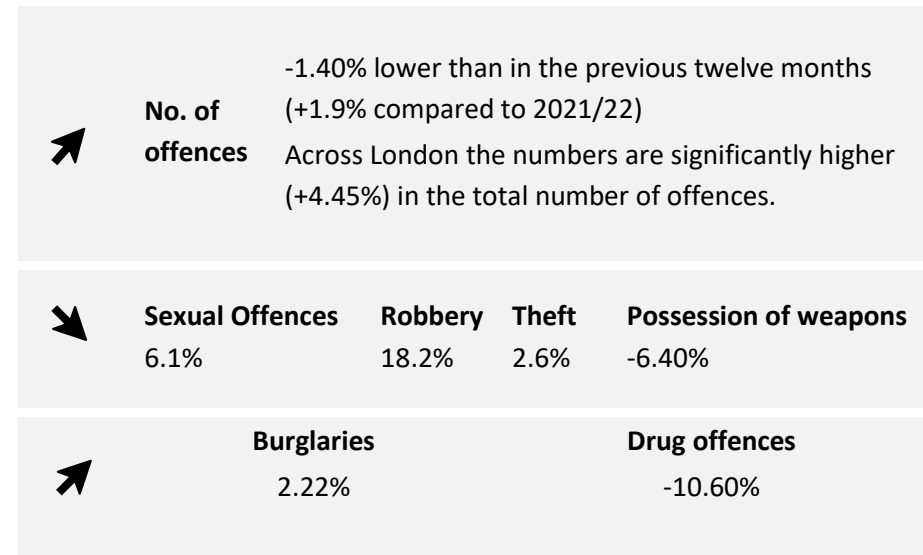 -1.40% lower than in the previous twelve months
No. of (+1.9% compared to 2021/22)
offences Across London the numbers are significantly higher
(+4.45%) in the total number of offences.
Sexual Offences Robbery Theft Possession of weapons
6.1% 18.2% 2.6% -6.40%
Burglaries Drug offences
2.22% -10.60%